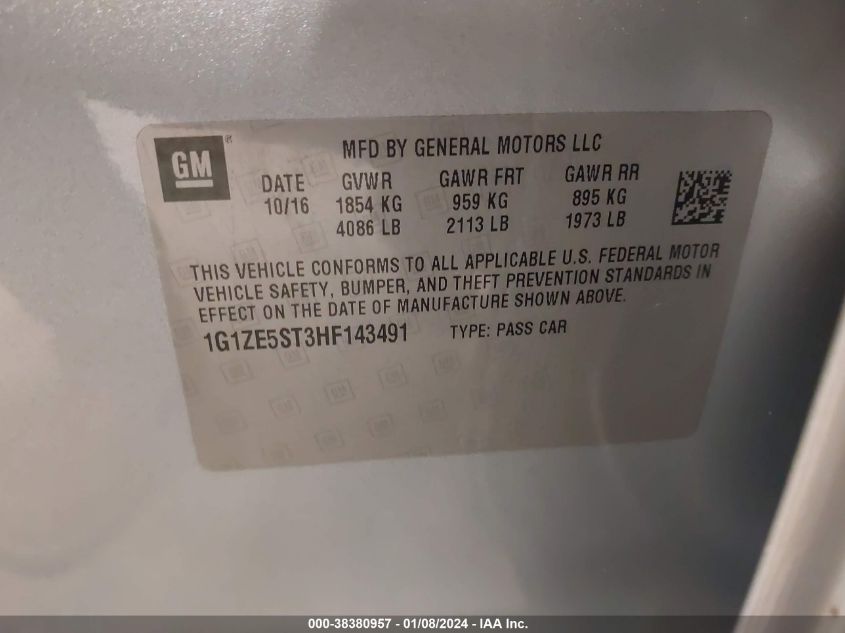 GM ®
MFD BY GENERAL MOTORS LLC
DATE GVWR GAWR FRT GAWR RR
10/16 1854 KG 959 KG 895 KG
4086 LB 2113 LB 1973 LB
THIS VEHICLE CONFORMS TO ALL APPLICABLE U.S. FEDERAL MOTOR
VEHICLE SAFETY, BUMPER, AND THEFT PREVENTION STANDARDS IN
EFFECT ON THE DATE OF MANUFACTURE SHOWN ABOVE.
1G1ZE5ST3HF143491 TYPE: PASS CAR
000-38380957 - 01/08/2024 - IAA Inc.